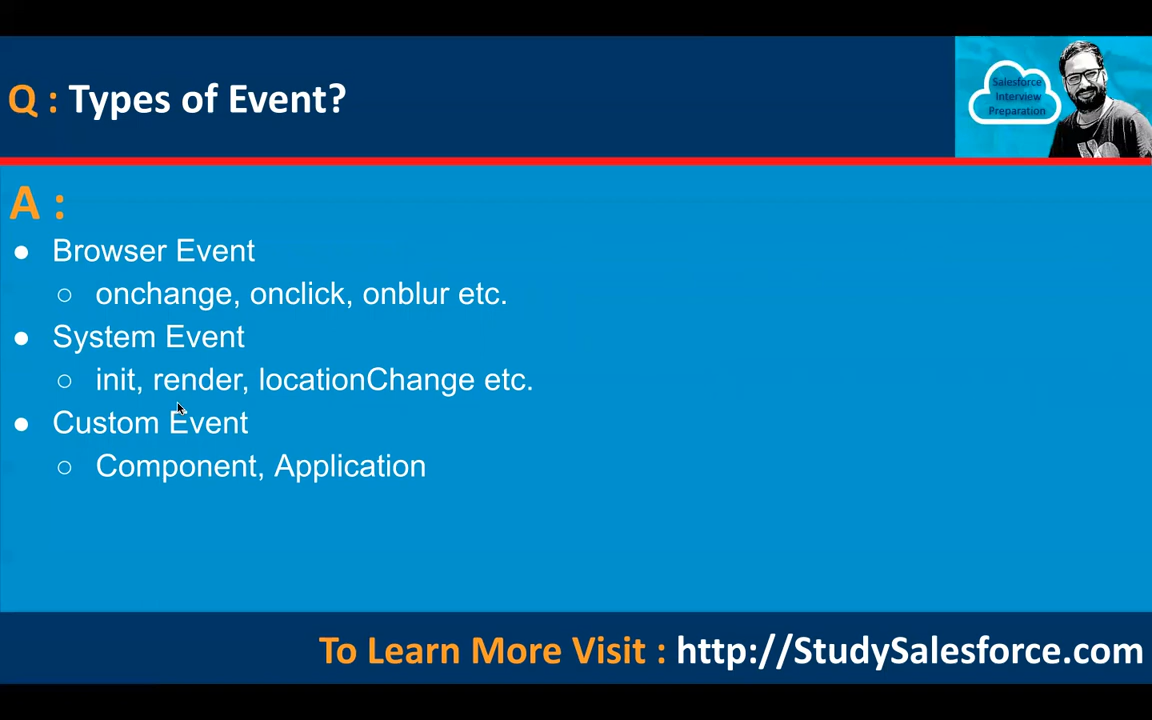 Q : Types of Event?
Salesforce
Interview
Preparation
A :
● Browser Event
○ onchange, onclick, onblur etc.
● System Event
○ init, render, locationChange etc.
● Custom Event
○ Component, Application
To Learn More Visit : http://StudySalesforce.com